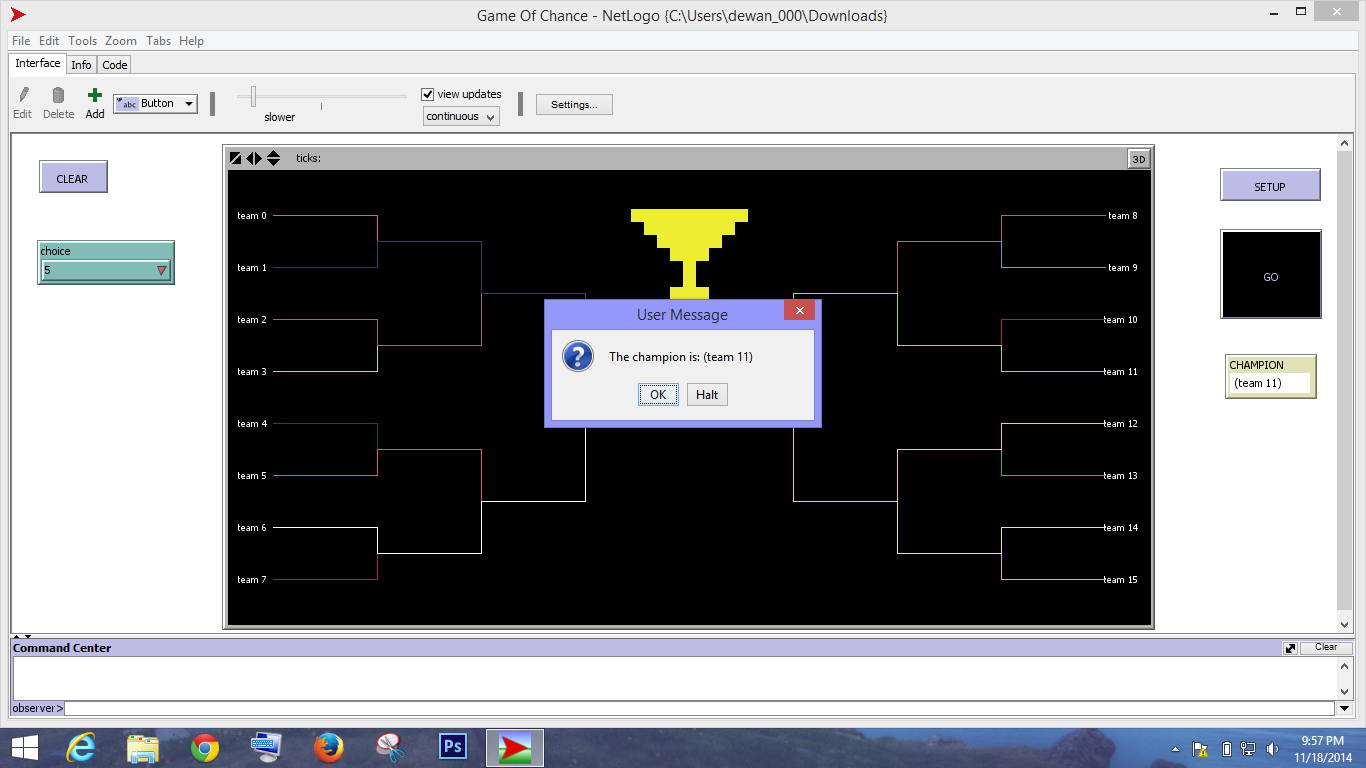 Game Of Chance - NetLogo {C:\Users\dewan_000\Downloads}
File Edit Tools Zoom Tabs Help
Interface Info Code
Edit Delete Add abc Button slower view updates continuous Settings...
CLEAR
choice
5
ticks: 3D
SETUP
GO
CHAMPION
(team 11)
team 0
team 1
team 2
team 3
team 4
team 5
team 6
team 7
team 8
team 9
team 10
team 11
team 12
team 13
team 14
team 15
User Message
The champion is: (team 11)
OK Halt
Command Center Clear
observer>
Ps
9:57 PM
11/18/2014